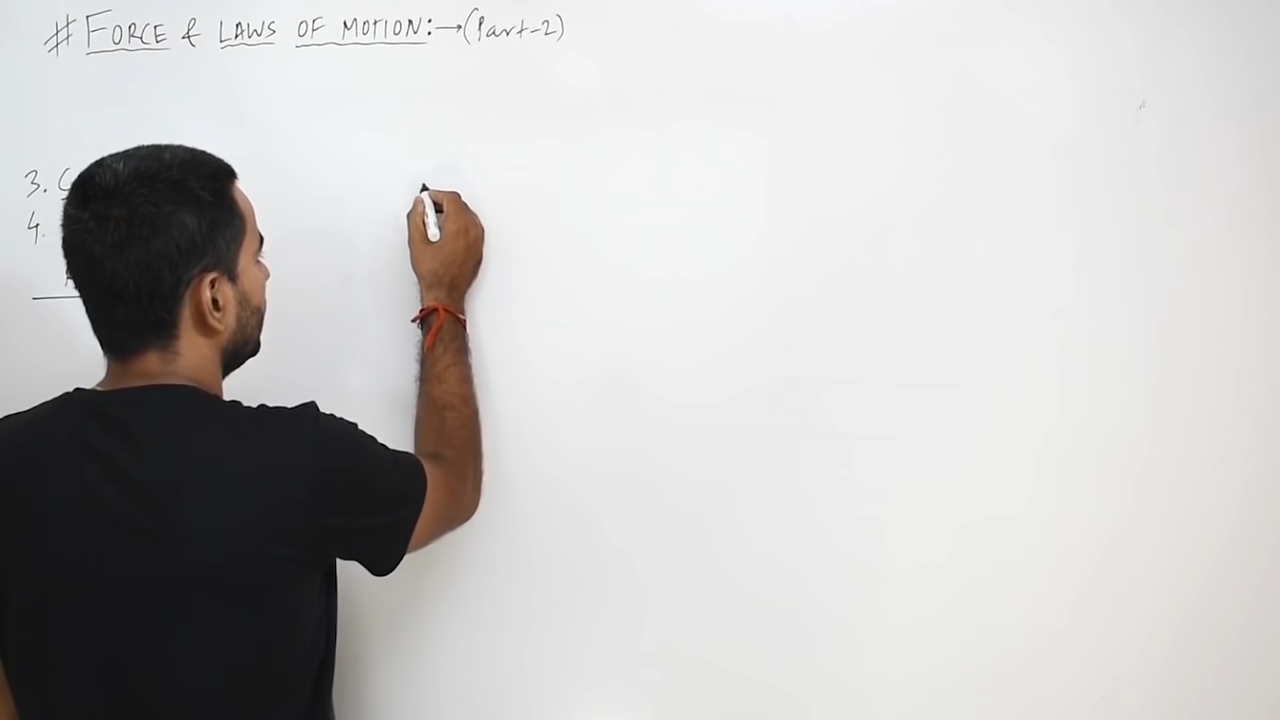 # FORCE & LAWS OF MOTION:→(Part-2)
3.
4.